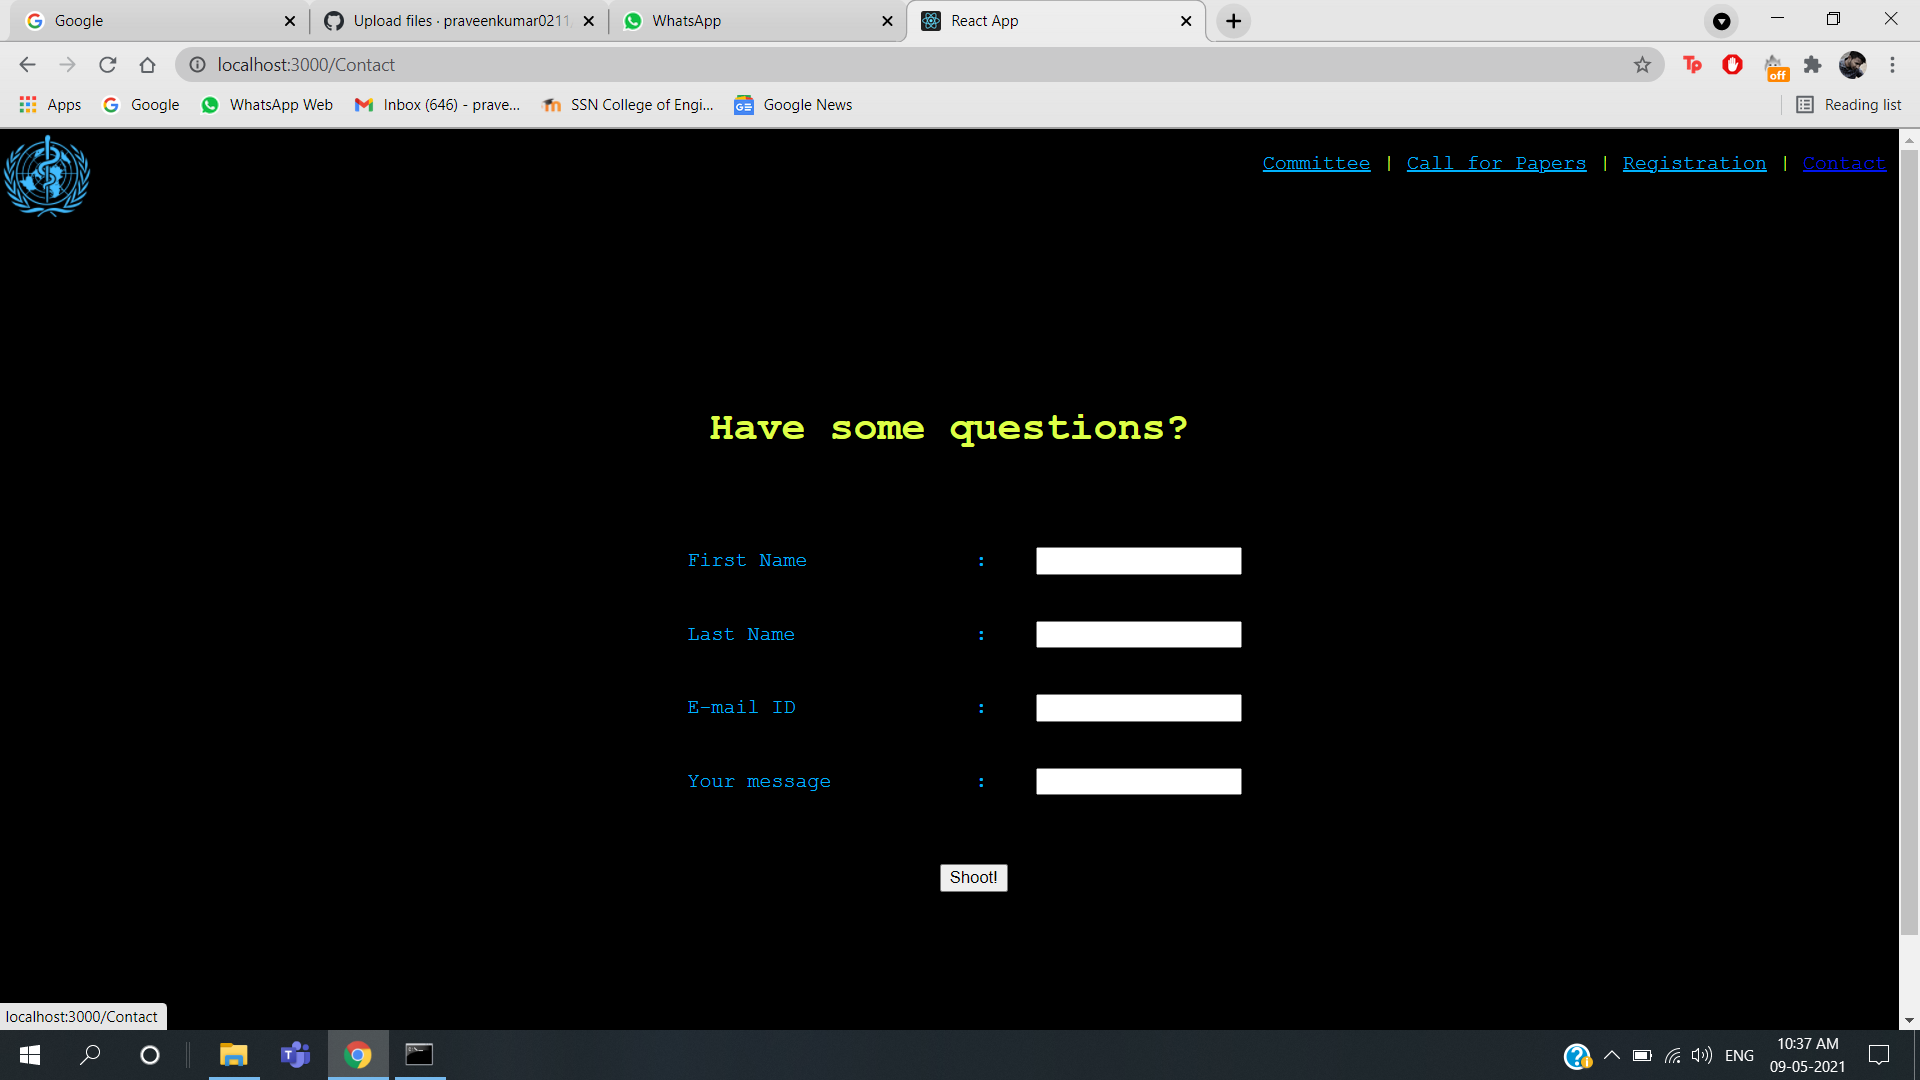 Google
Upload files · praveenkumar0211
WhatsApp
React App
localhost:3000/Contact
Apps
Google
WhatsApp Web
Inbox (646) - prave...
SSN College of Engi...
Google News
Reading list
Tp
off
Committee | Call for Papers | Registration | Contact
Have some questions?
First Name :
Last Name :
E-mail ID :
Your message :
Shoot!
localhost:3000/Contact
ENG
10:37 AM
09-05-2021